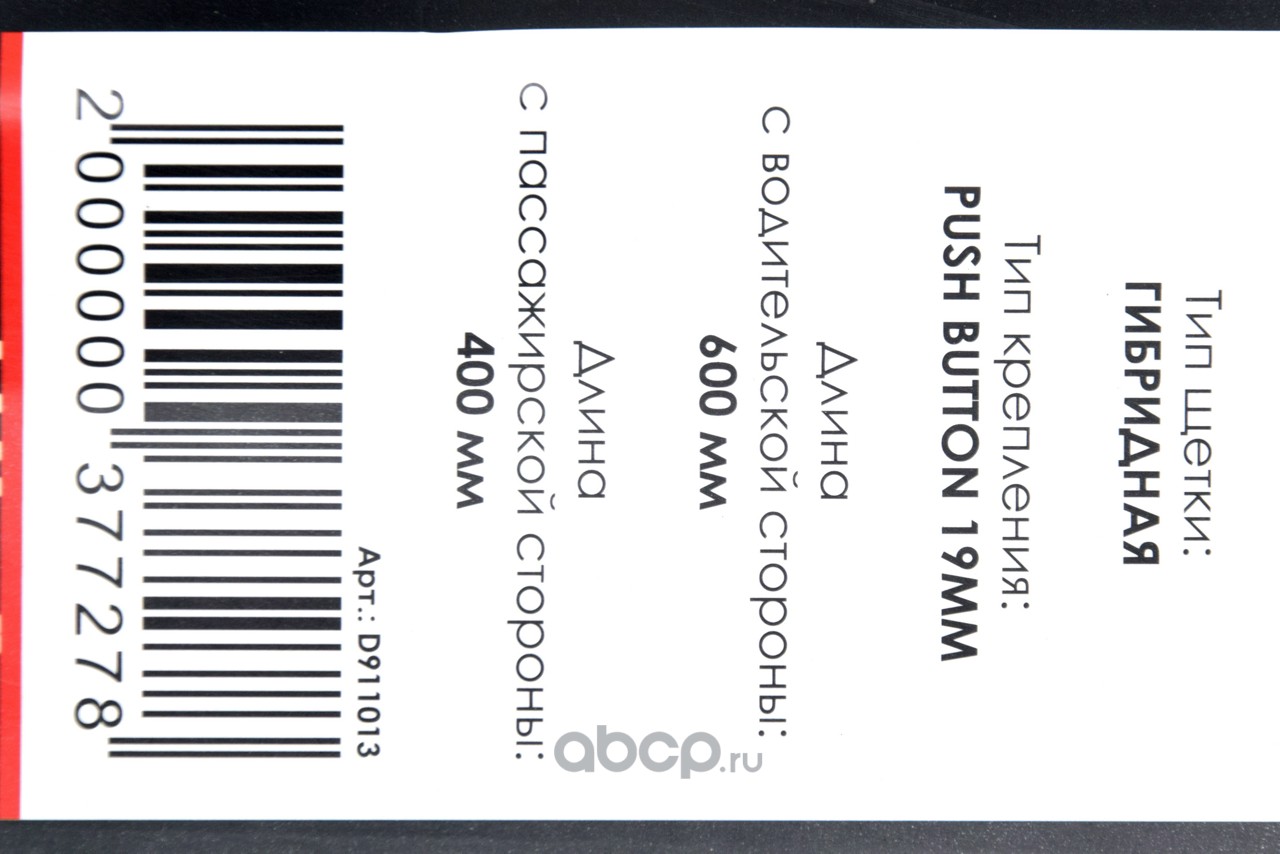 Тип щетки:
ГИБРИДНАЯ
Тип крепления:
PUSH BUTTON 19MM
Длина
с водительской стороны:
600 мм
Длина
с пассажирской стороны:
400 мм
Арт.: D911013
2 000000 377278
abcp.ru